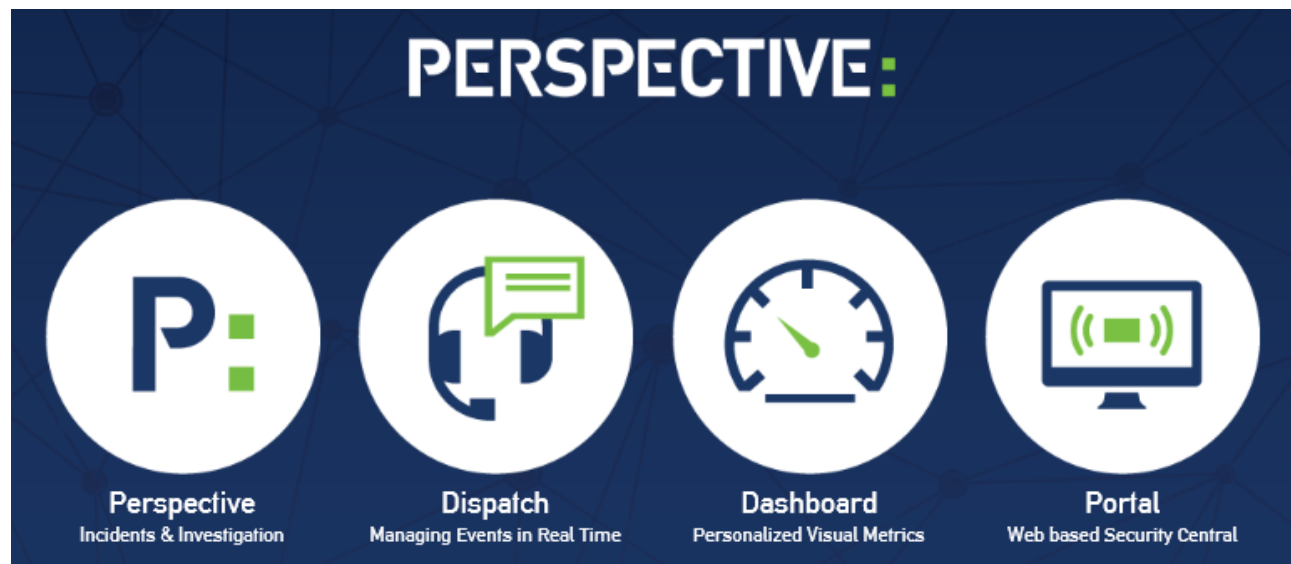 PERSPECTIVE:
P:
Perspective
Incidents & Investigation
Dispatch
Managing Events in Real Time
Dashboard
Personalized Visual Metrics
Portal
Web based Security Central